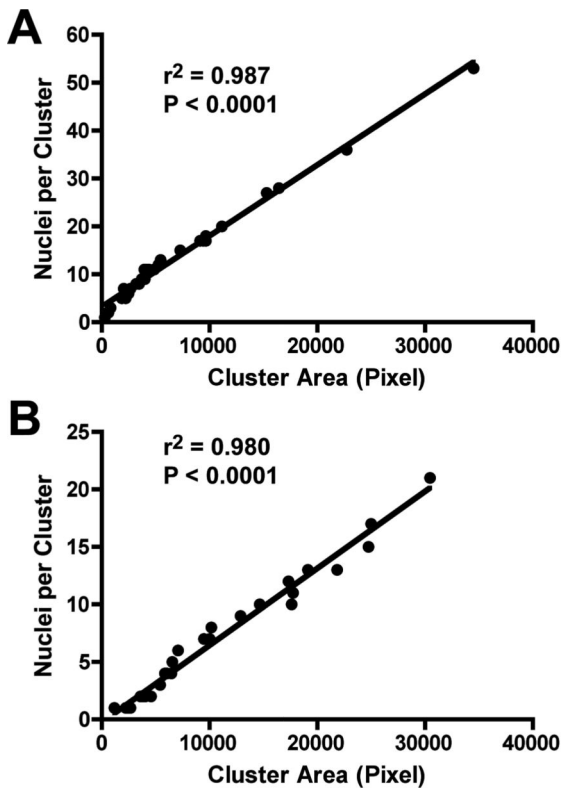 A
60
50
40
30
20
10
0
Nuclei per Cluster
r² = 0.987
P < 0.0001
0 10000 20000 30000 40000
Cluster Area (Pixel)
B
25
20
15
10
5
0
Nuclei per Cluster
r² = 0.980
P < 0.0001
0 10000 20000 30000 40000
Cluster Area (Pixel)